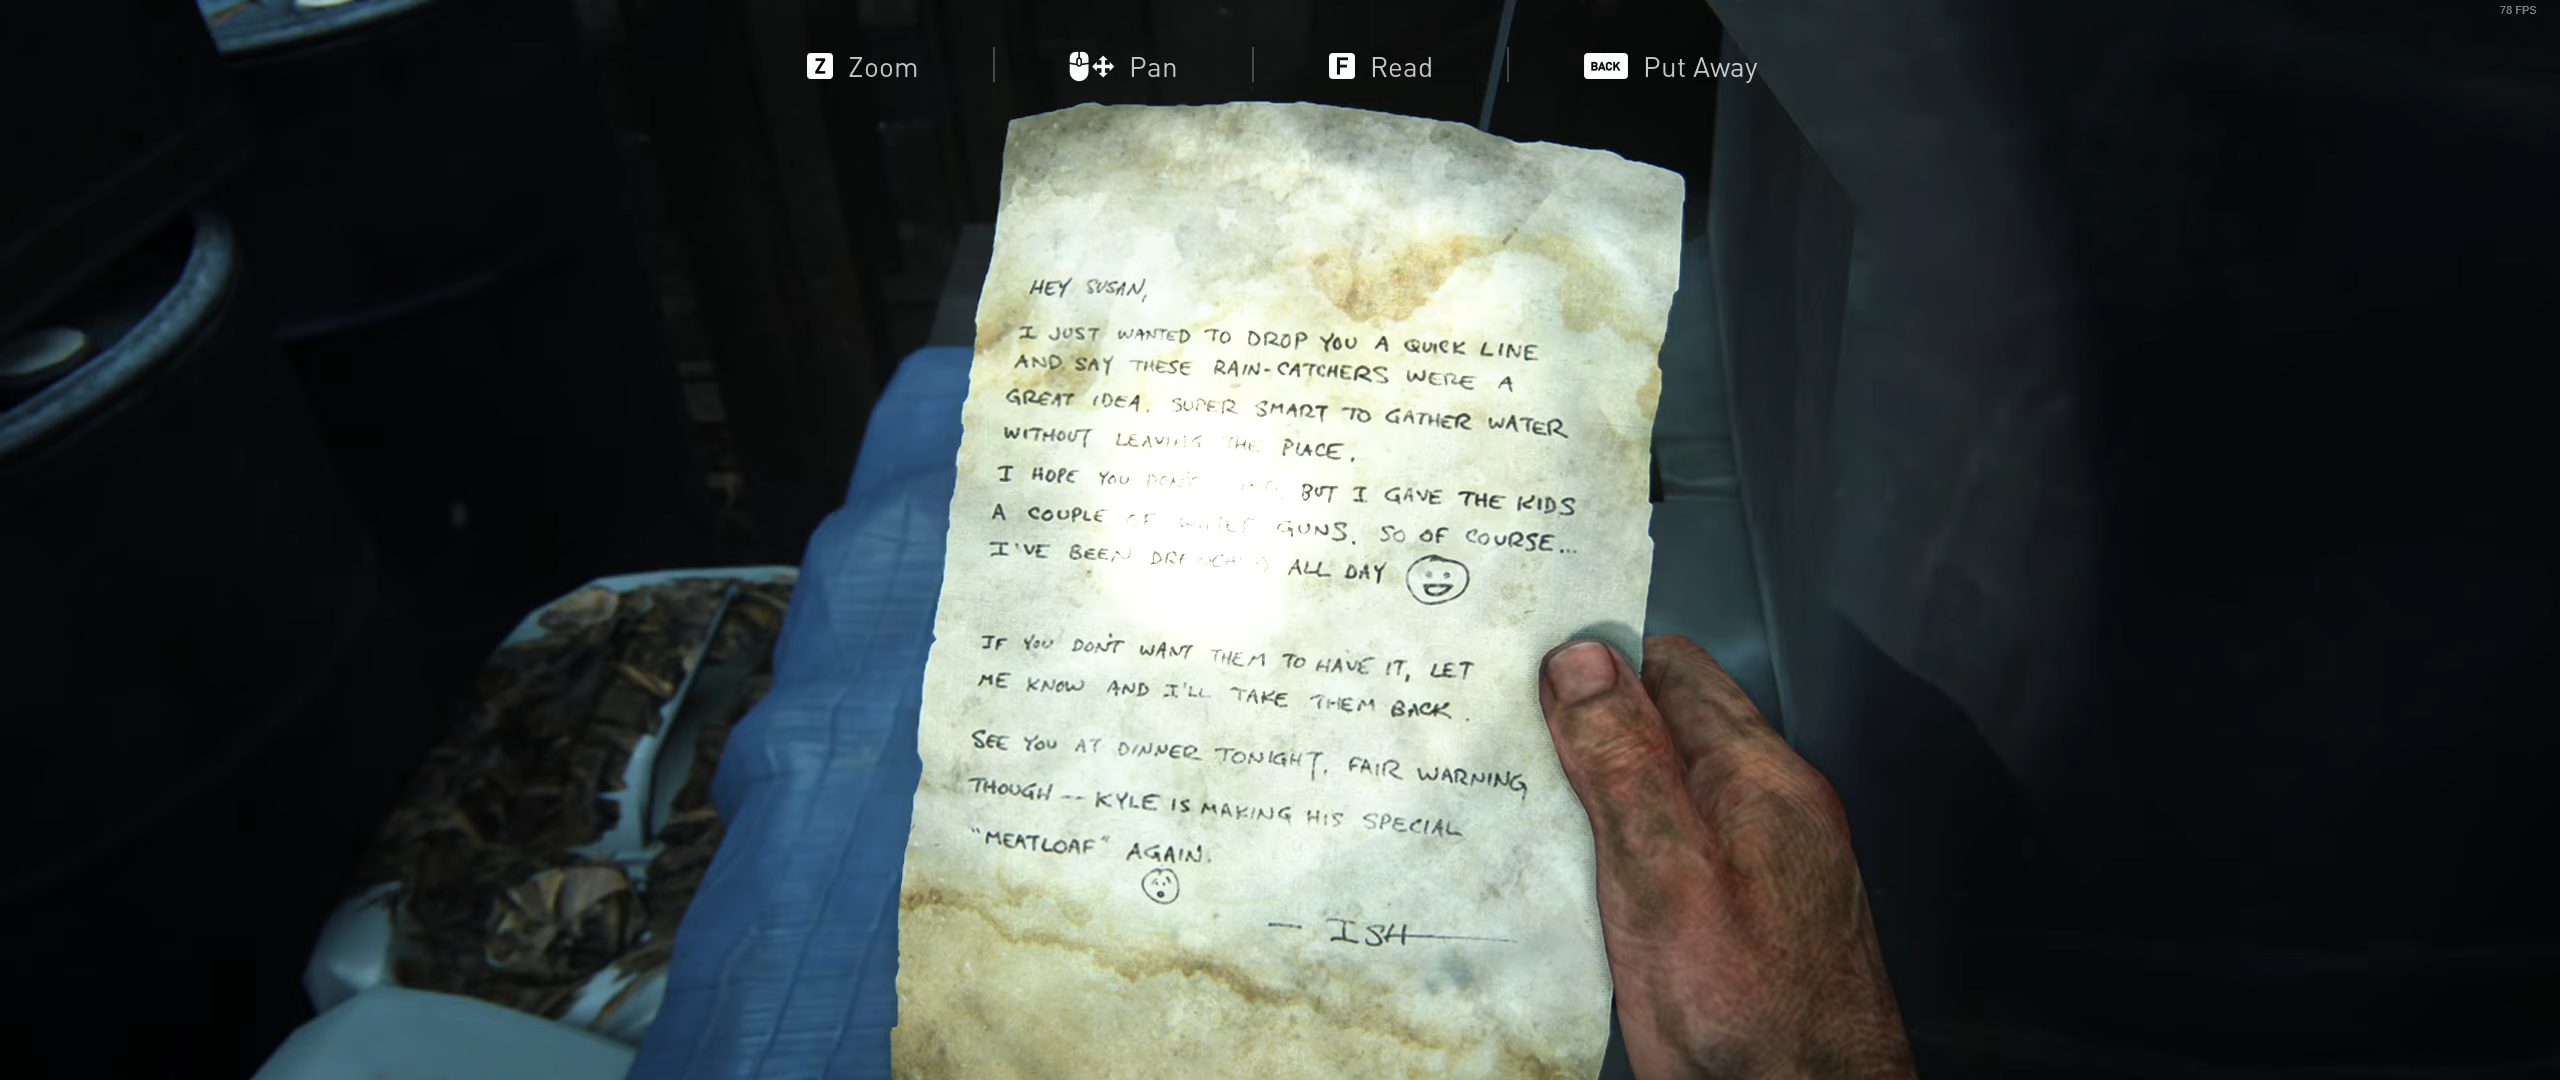 78 FPS
Z Zoom
Pan
F Read
BACK Put Away
HEY SUSAN,
I JUST WANTED TO DROP YOU A QUICK LINE
AND SAY THESE RAIN-CATCHERS WERE A
GREAT IDEA. SUPER SMART TO GATHER WATER
WITHOUT LEAVING THE PLACE.
I HOPE YOU DON'T MIND, BUT I GAVE THE KIDS
A COUPLE OF WATER GUNS. SO OF COURSE...
I'VE BEEN DRENCHED ALL DAY
IF YOU DON'T WANT THEM TO HAVE IT, LET
ME KNOW AND I'LL TAKE THEM BACK.
SEE YOU AT DINNER TONIGHT. FAIR WARNING
THOUGH -- KYLE IS MAKING HIS SPECIAL
"MEATLOAF" AGAIN.
— ISH